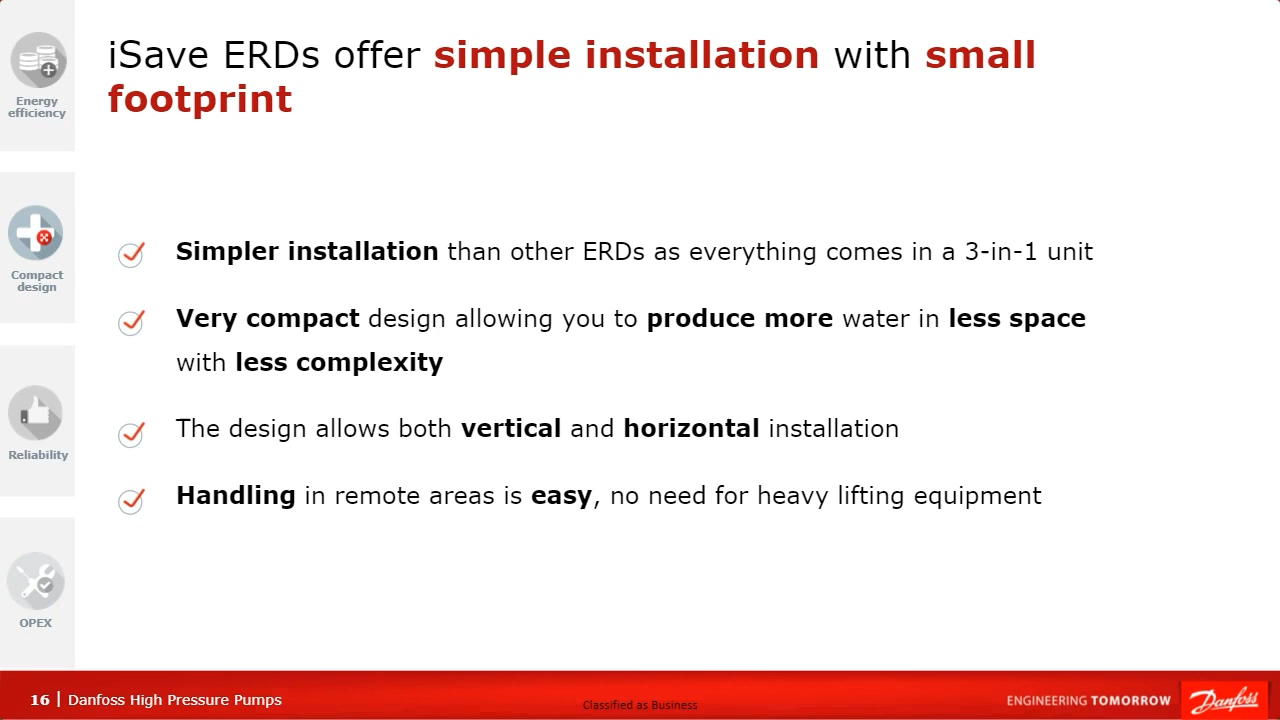 iSave ERDs offer simple installation with small
footprint
Energy
efficiency
Compact
design
Reliability
OPEX
Simpler installation than other ERDs as everything comes in a 3-in-1 unit
Very compact design allowing you to produce more water in less space
with less complexity
The design allows both vertical and horizontal installation
Handling in remote areas is easy, no need for heavy lifting equipment
16 | Danfoss High Pressure Pumps
Classified as Business
ENGINEERING TOMORROW
Danfoss